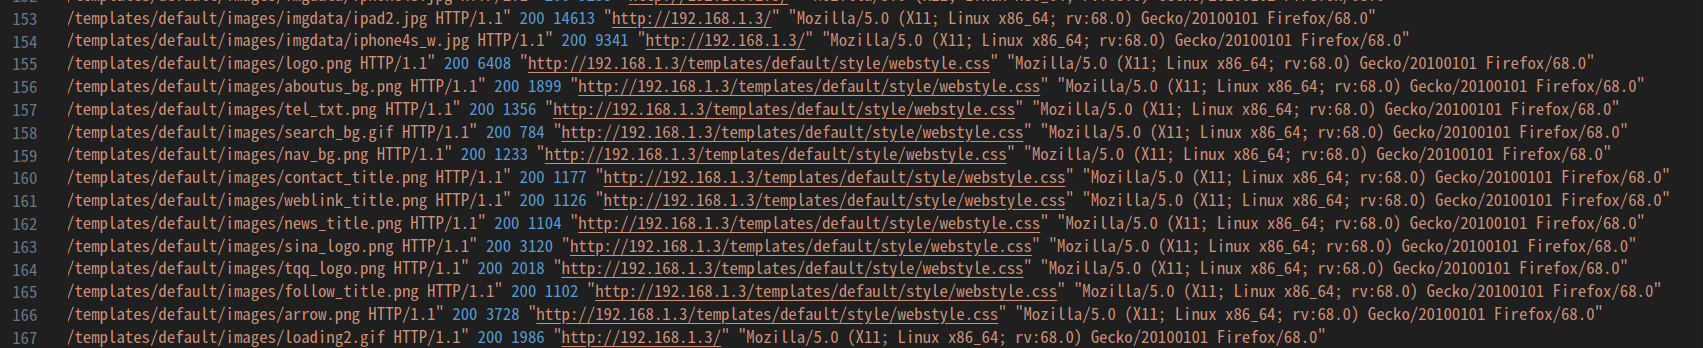 153 /templates/default/images/imgdata/ipad2.jpg HTTP/1.1" 200 14613 "http://192.168.1.3/" "Mozilla/5.0 (X11; Linux x86_64; rv:68.0) Gecko/20100101 Firefox/68.0"
154 /templates/default/images/imgdata/iphone4s_w.jpg HTTP/1.1" 200 9341 "http://192.168.1.3/" "Mozilla/5.0 (X11; Linux x86_64; rv:68.0) Gecko/20100101 Firefox/68.0"
155 /templates/default/images/logo.png HTTP/1.1" 200 6408 "http://192.168.1.3/templates/default/style/webstyle.css" "Mozilla/5.0 (X11; Linux x86_64; rv:68.0) Gecko/20100101 Firefox/68.0"
156 /templates/default/images/aboutus_bg.png HTTP/1.1" 200 1899 "http://192.168.1.3/templates/default/style/webstyle.css" "Mozilla/5.0 (X11; Linux x86_64; rv:68.0) Gecko/20100101 Firefox/68.0"
157 /templates/default/images/tel_txt.png HTTP/1.1" 200 1356 "http://192.168.1.3/templates/default/style/webstyle.css" "Mozilla/5.0 (X11; Linux x86_64; rv:68.0) Gecko/20100101 Firefox/68.0"
158 /templates/default/images/search_bg.gif HTTP/1.1" 200 784 "http://192.168.1.3/templates/default/style/webstyle.css" "Mozilla/5.0 (X11; Linux x86_64; rv:68.0) Gecko/20100101 Firefox/68.0"
159 /templates/default/images/nav_bg.png HTTP/1.1" 200 1233 "http://192.168.1.3/templates/default/style/webstyle.css" "Mozilla/5.0 (X11; Linux x86_64; rv:68.0) Gecko/20100101 Firefox/68.0"
160 /templates/default/images/contact_title.png HTTP/1.1" 200 1177 "http://192.168.1.3/templates/default/style/webstyle.css" "Mozilla/5.0 (X11; Linux x86_64; rv:68.0) Gecko/20100101 Firefox/68.0"
161 /templates/default/images/weblink_title.png HTTP/1.1" 200 1126 "http://192.168.1.3/templates/default/style/webstyle.css" "Mozilla/5.0 (X11; Linux x86_64; rv:68.0) Gecko/20100101 Firefox/68.0"
162 /templates/default/images/news_title.png HTTP/1.1" 200 1104 "http://192.168.1.3/templates/default/style/webstyle.css" "Mozilla/5.0 (X11; Linux x86_64; rv:68.0) Gecko/20100101 Firefox/68.0"
163 /templates/default/images/sina_logo.png HTTP/1.1" 200 3120 "http://192.168.1.3/templates/default/style/webstyle.css" "Mozilla/5.0 (X11; Linux x86_64; rv:68.0) Gecko/20100101 Firefox/68.0"
164 /templates/default/images/tqq_logo.png HTTP/1.1" 200 2018 "http://192.168.1.3/templates/default/style/webstyle.css" "Mozilla/5.0 (X11; Linux x86_64; rv:68.0) Gecko/20100101 Firefox/68.0"
165 /templates/default/images/follow_title.png HTTP/1.1" 200 1102 "http://192.168.1.3/templates/default/style/webstyle.css" "Mozilla/5.0 (X11; Linux x86_64; rv:68.0) Gecko/20100101 Firefox/68.0"
166 /templates/default/images/arrow.png HTTP/1.1" 200 3728 "http://192.168.1.3/templates/default/style/webstyle.css" "Mozilla/5.0 (X11; Linux x86_64; rv:68.0) Gecko/20100101 Firefox/68.0"
167 /templates/default/images/loading2.gif HTTP/1.1" 200 1986 "http://192.168.1.3/" "Mozilla/5.0 (X11; Linux x86_64; rv:68.0) Gecko/20100101 Firefox/68.0"